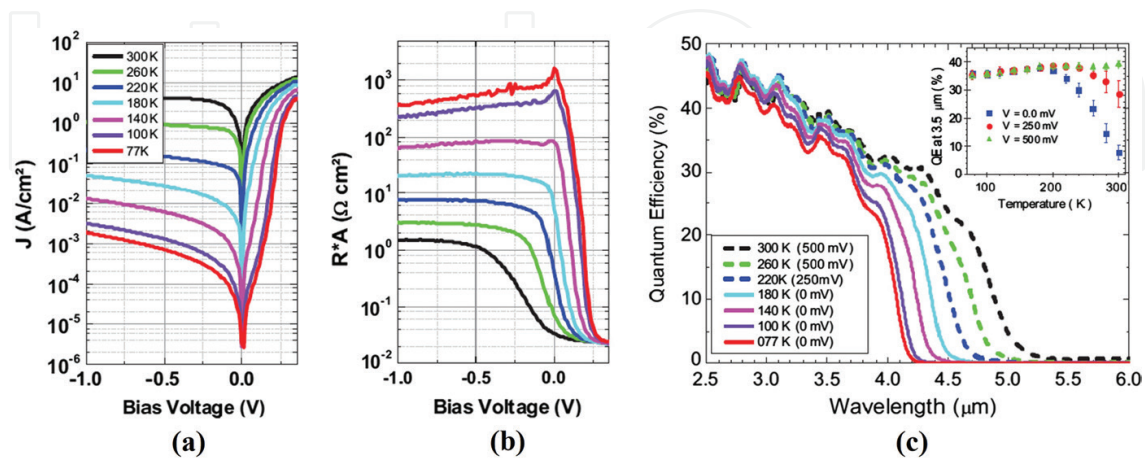 10²
10¹
10⁰
10⁻¹
10⁻²
10⁻³
10⁻⁴
10⁻⁵
10⁻⁶
J (A/cm²)
300K
260K
220K
180K
140K
100K
77K
-1.0
-0.5
0.0
Bias Voltage (V)
(a)
10³
10²
10¹
10⁰
10⁻¹
10⁻²
R*A (Ω cm²)
-1.0
-0.5
0.0
Bias Voltage (V)
(b)
50
40
30
20
10
0
Quantum Efficiency (%)
300 K (500 mV)
260 K (500 mV)
220K (250mV)
180 K (0 mV)
140 K (0 mV)
100 K (0 mV)
077 K (0 mV)
2.5
3.0
3.5
4.0
4.5
5.0
5.5
6.0
Wavelength (μm)
(c)
QE at 3.5 μm (%)
40
30
20
10
0
V = 0.0 mV
V = 250 mV
V = 500 mV
100
200
300
Temperature ( K )